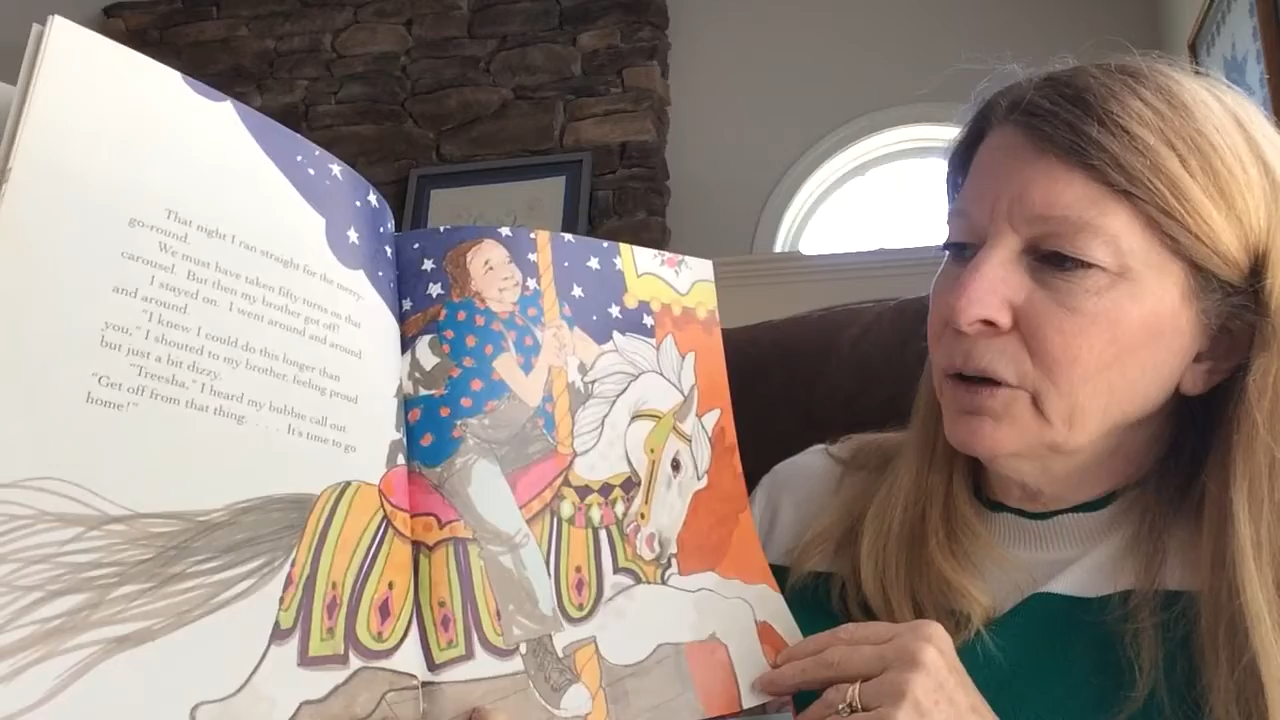 That night I ran straight for the merry-
go-round.
We must have taken fifty turns on that
carousel. But then my brother got off!
I stayed on. I went around and around
and around.
"I knew I could do this longer than
you," I shouted to my brother, feeling proud
but just a bit dizzy.
"Treesha," I heard my bubbie call out.
"Get off from that thing. . . . It's time to go
home!"